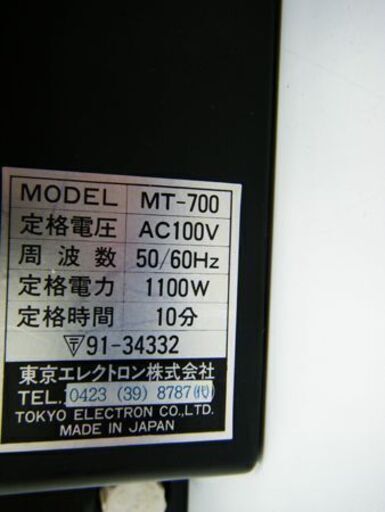 MODEL MT-700
定格電圧 AC100V
周波数 50/60Hz
定格電力 1100W
定格時間 10分
〒91-34332
東京エレクトロン株式会社
TEL. 0423 (39) 8787㈹
TOKYO ELECTRON CO.,LTD.
MADE IN JAPAN